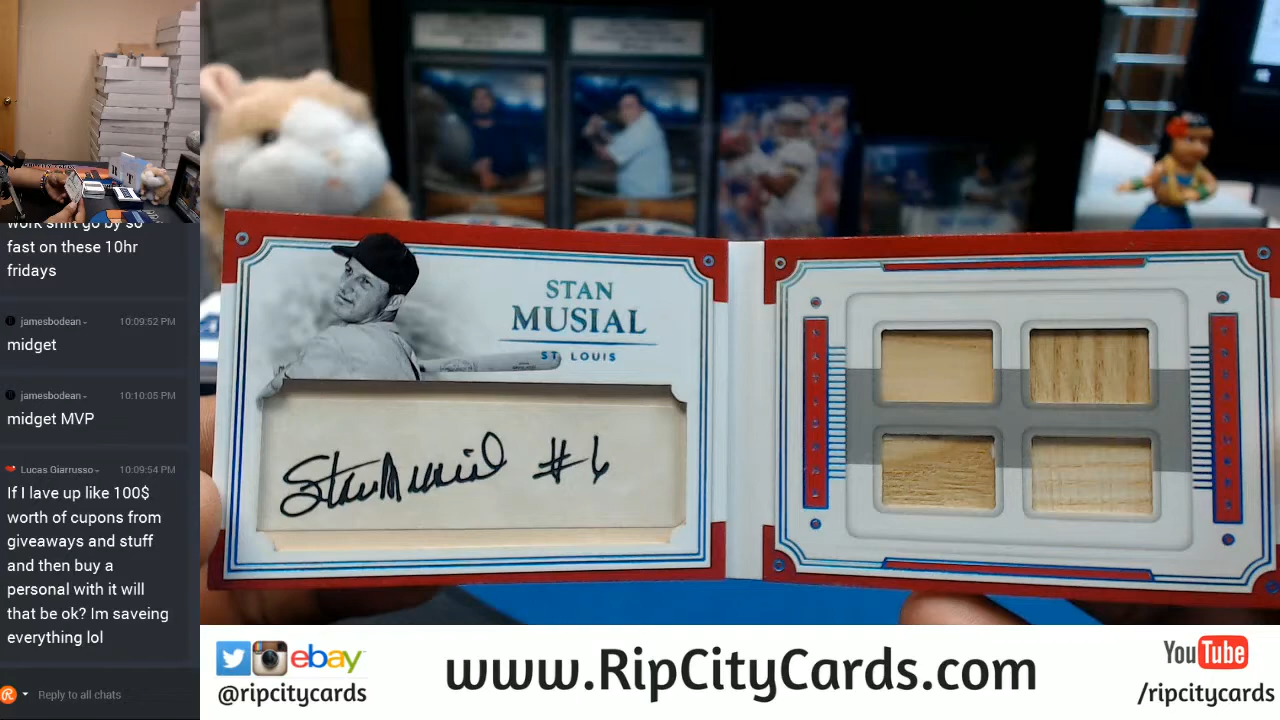 work shift go by so
fast on these 10hr
fridays
jamesbodean 10:09:52 PM
midget
jamesbodean 10:10:05 PM
midget MVP
Lucas Giarrusso 10:09:54 PM
If I lave up like 100$
worth of cupons from
giveaways and stuff
and then buy a
personal with it will
that be ok? Im saveing
everything lol
Reply to all chats
STAN
MUSIAL
ST. LOUIS
Stan Musial #6
ebay
@ripcitycards
www.RipCityCards.com
YouTube
/ripcitycards